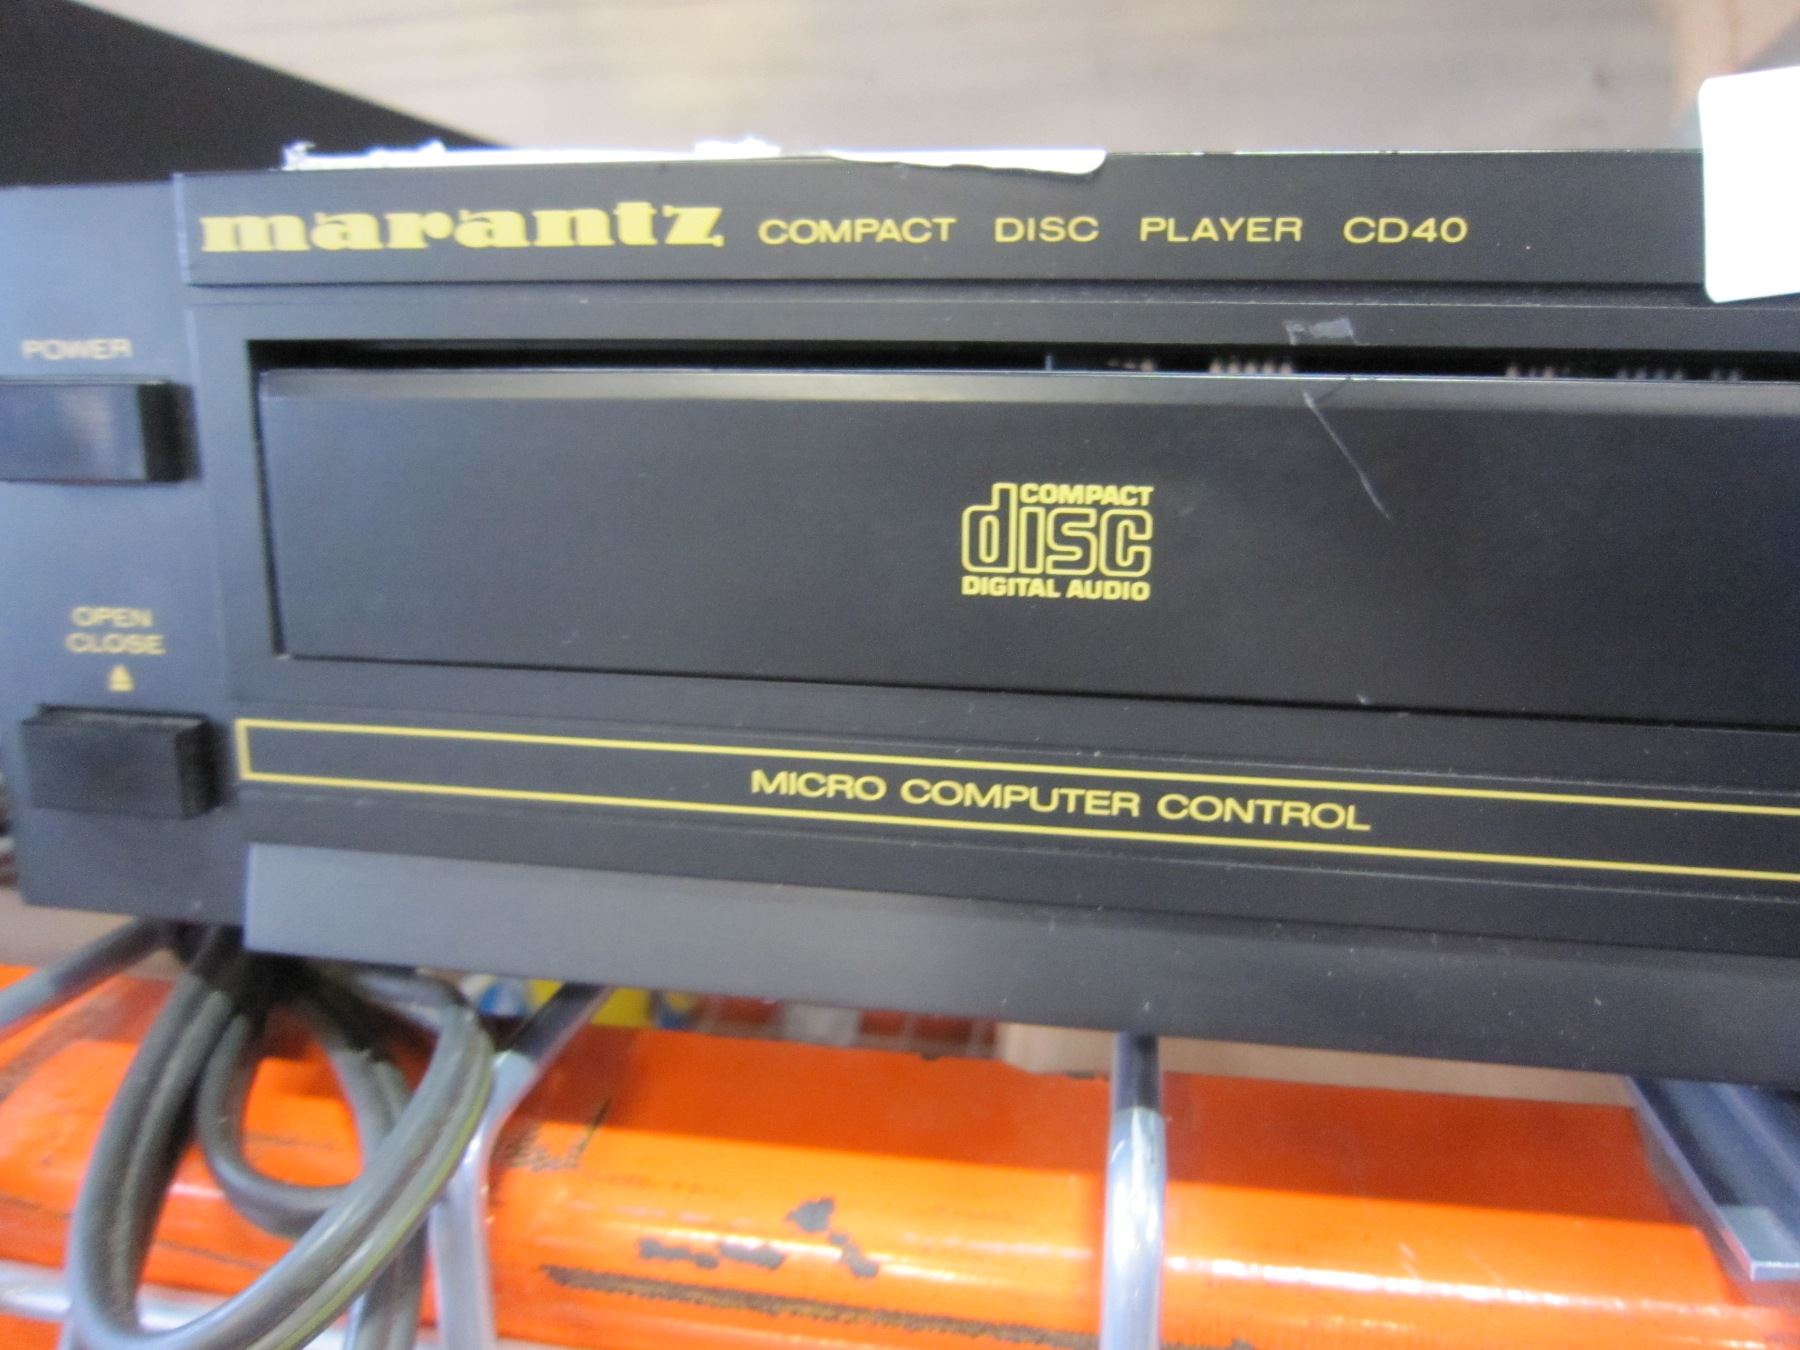 marantz COMPACT DISC PLAYER CD40
POWER
COMPACT
disc
DIGITAL AUDIO
OPEN
CLOSE
MICRO COMPUTER CONTROL